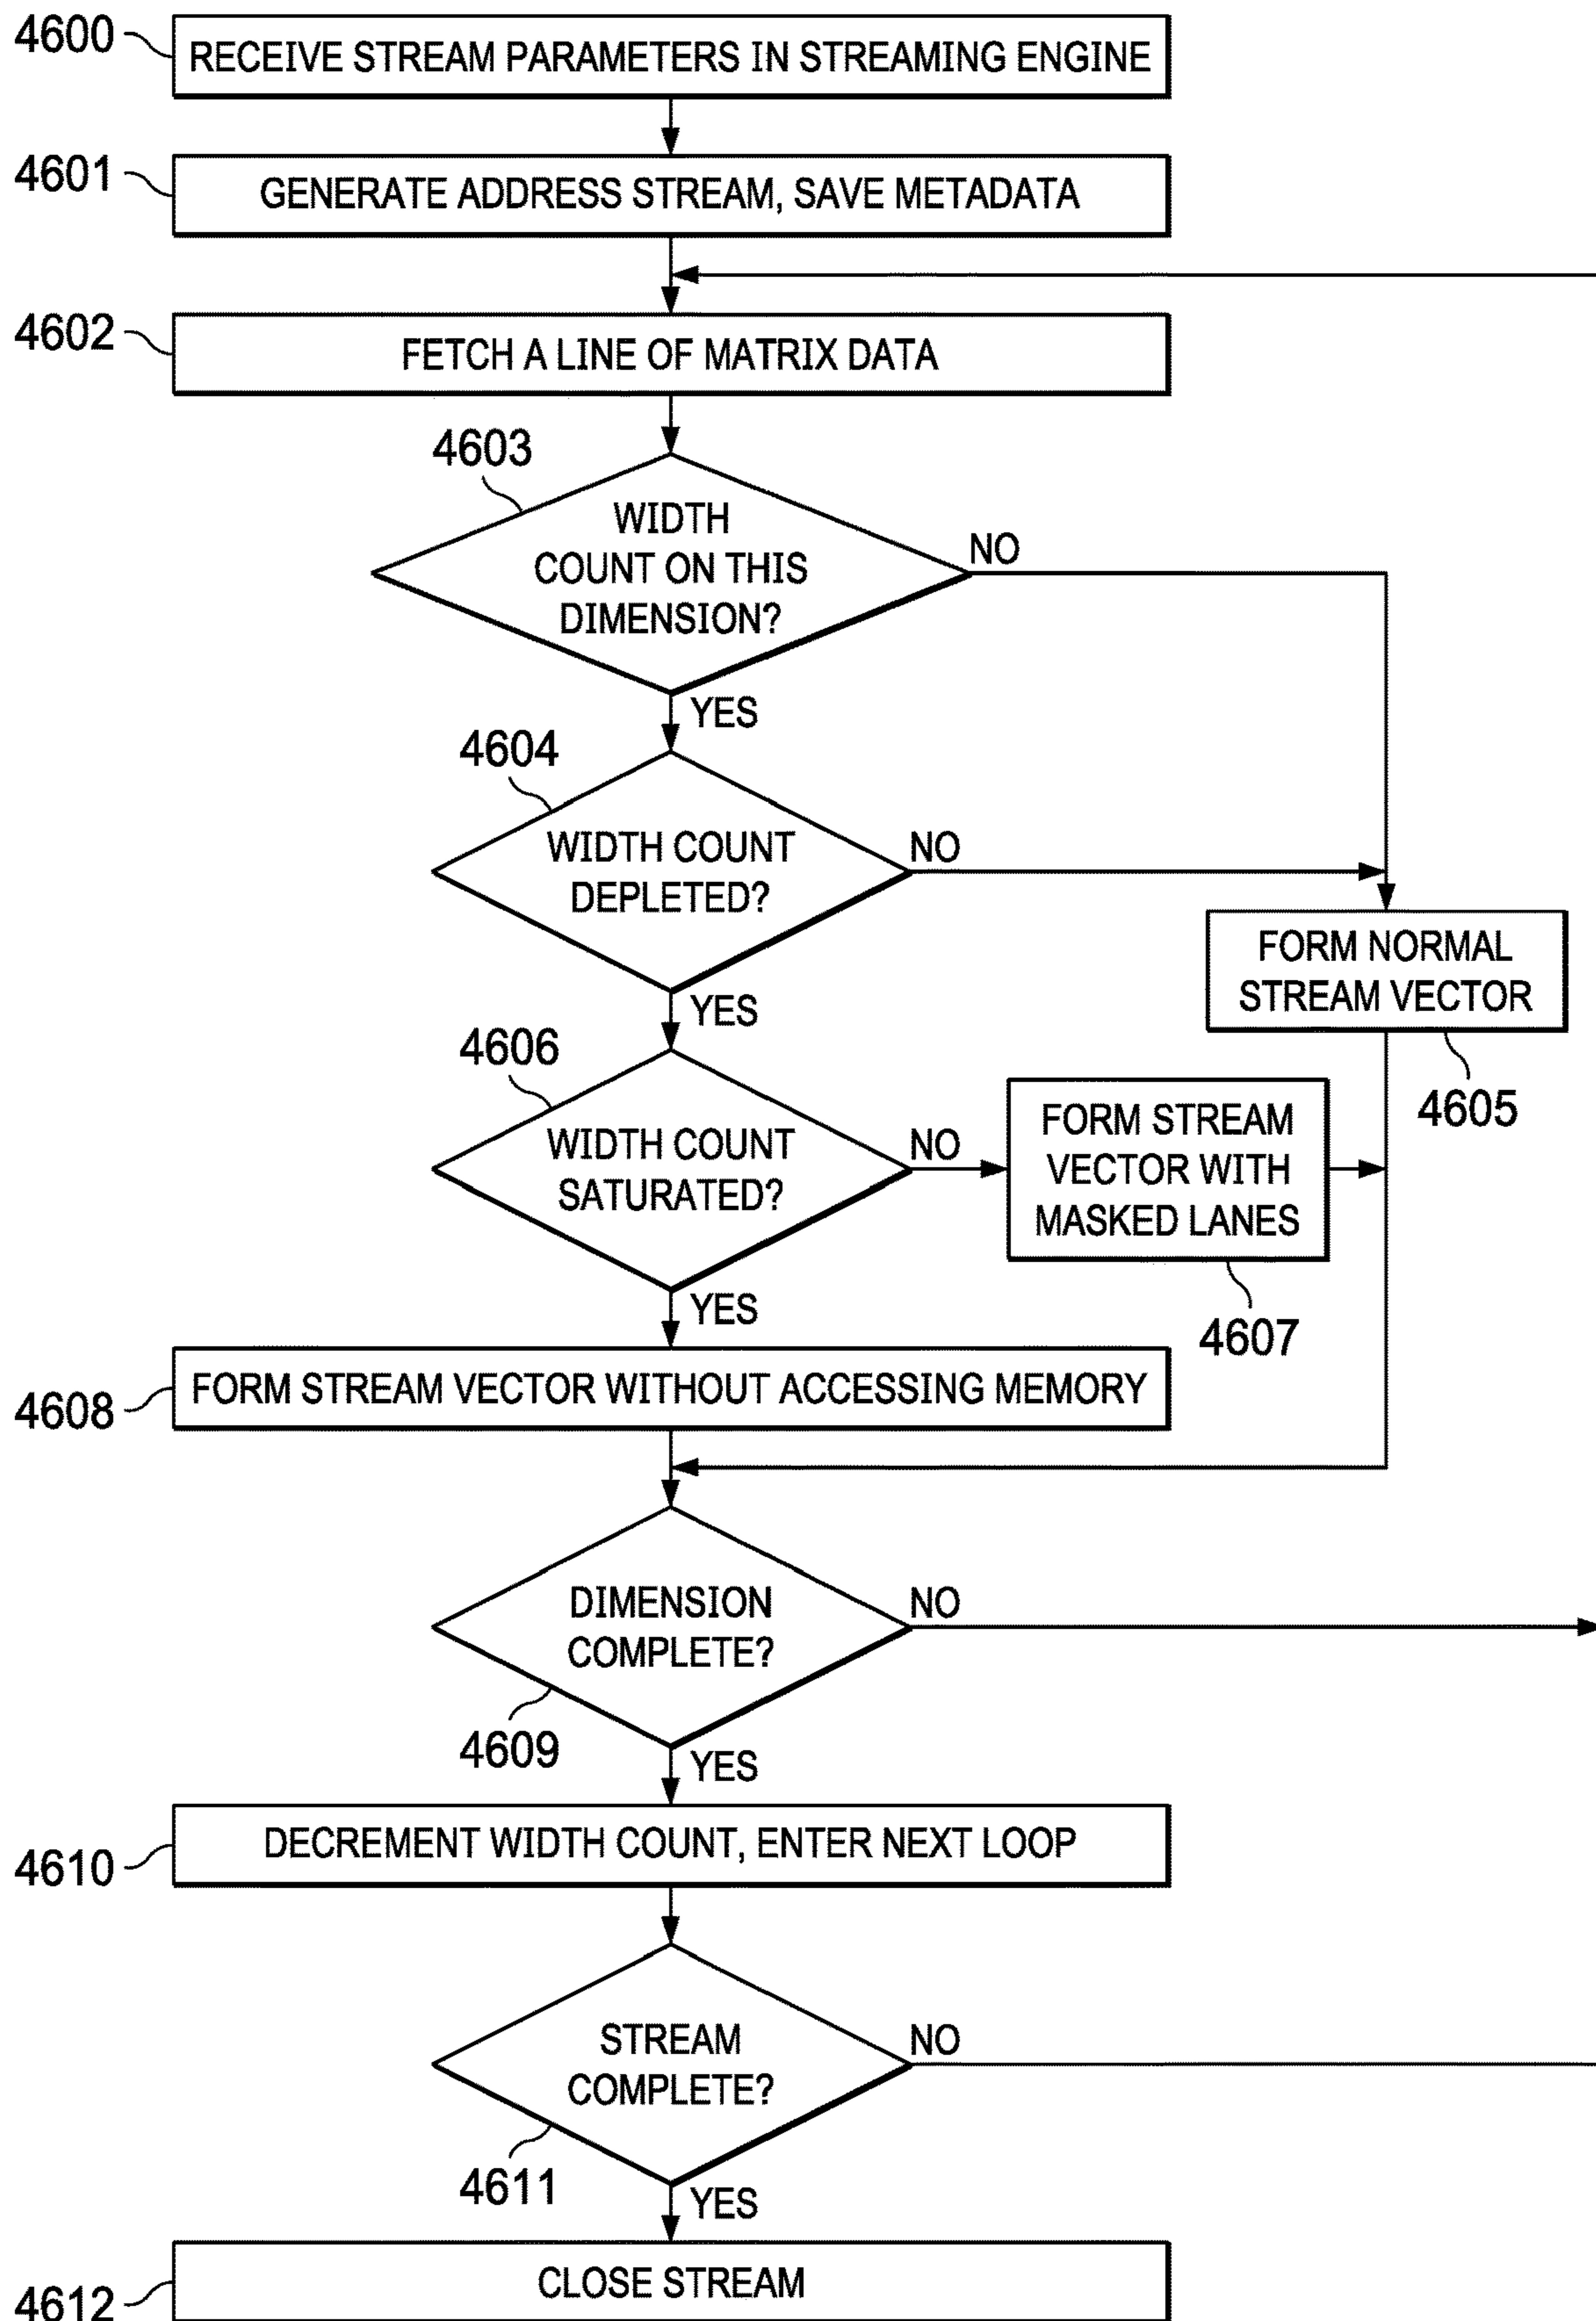 4600
RECEIVE STREAM PARAMETERS IN STREAMING ENGINE
4601
GENERATE ADDRESS STREAM, SAVE METADATA
4602
FETCH A LINE OF MATRIX DATA
4603
WIDTH
COUNT ON THIS
DIMENSION?
NO
YES
4604
WIDTH COUNT
DEPLETED?
NO
YES
FORM NORMAL
STREAM VECTOR
4605
4606
WIDTH COUNT
SATURATED?
NO
YES
FORM STREAM
VECTOR WITH
MASKED LANES
4607
4608
FORM STREAM VECTOR WITHOUT ACCESSING MEMORY
DIMENSION
COMPLETE?
NO
4609
YES
4610
DECREMENT WIDTH COUNT, ENTER NEXT LOOP
STREAM
COMPLETE?
NO
4611
YES
4612
CLOSE STREAM